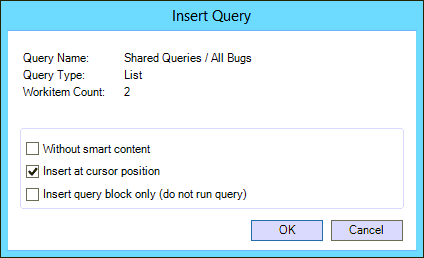 Insert Query
Query Name: Shared Queries / All Bugs
Query Type: List
Workitem Count: 2
Without smart content
Insert at cursor position
Insert query block only (do not run query)
OK Cancel